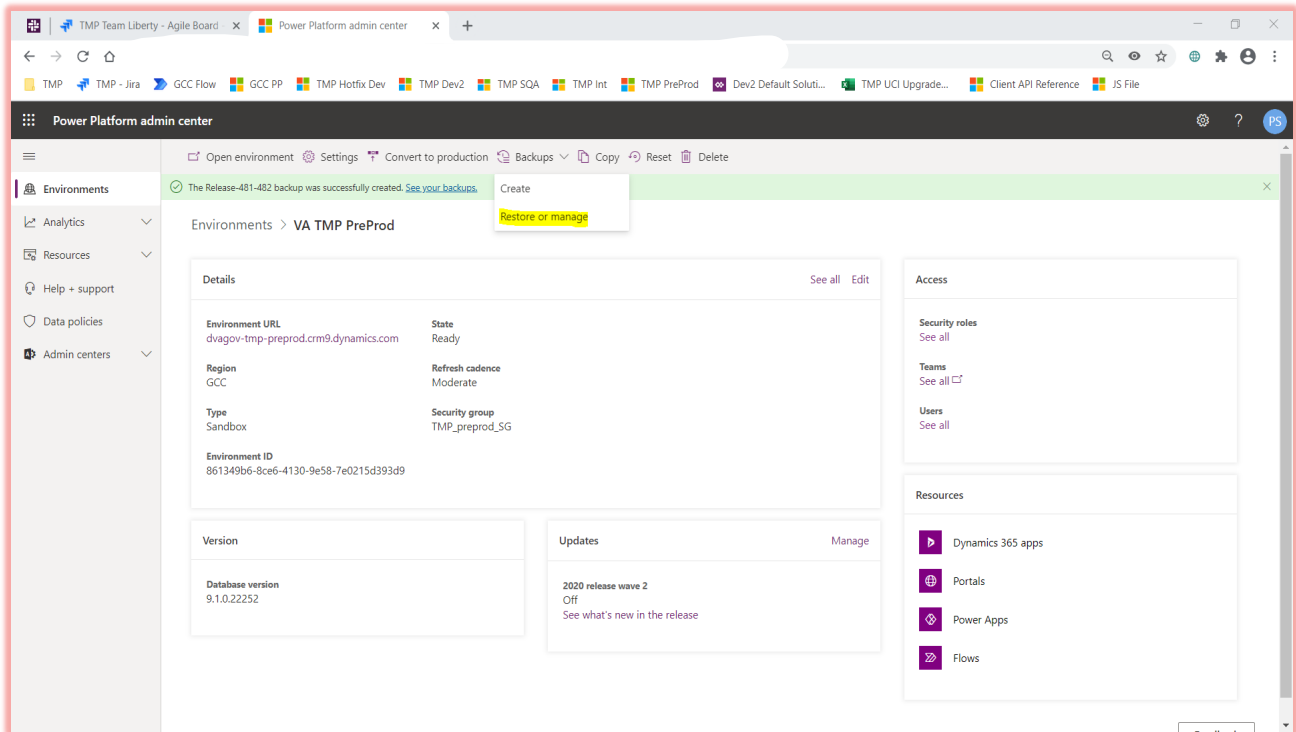 TMP Team Liberty - Agile Board
Power Platform admin center
TMP
TMP - Jira
GCC Flow
GCC PP
TMP Hotfix Dev
TMP Dev2
TMP SQA
TMP Int
TMP PreProd
Dev2 Default Soluti...
TMP UCI Upgrade...
Client API Reference
JS File
Power Platform admin center
?
PS
Open environment
Settings
Convert to production
Backups
Copy
Reset
Delete
The Release-481-482 backup was successfully created. See your backups.
Create
Restore or manage
Environments
Analytics
Resources
Help + support
Data policies
Admin centers
Environments > VA TMP PreProd
Details
See all
Edit
Environment URL
dvagov-tmp-preprod.crm9.dynamics.com
State
Ready
Region
GCC
Refresh cadence
Moderate
Type
Sandbox
Security group
TMP_preprod_SG
Environment ID
861349b6-8ce6-4130-9e58-7e0215d393d9
Version
Database version
9.1.0.22252
Updates
Manage
2020 release wave 2
Off
See what's new in the release
Access
Security roles
See all
Teams
See all
Users
See all
Resources
Dynamics 365 apps
Portals
Power Apps
Flows